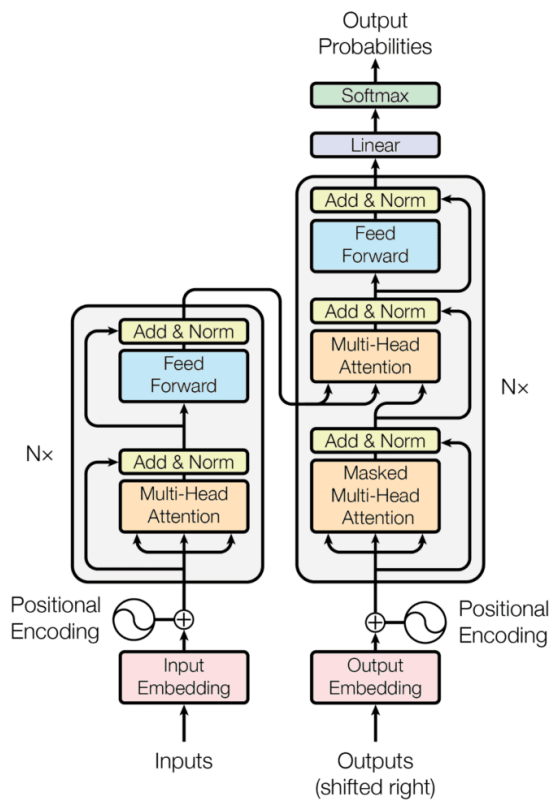 Output
Probabilities
Softmax
Linear
Add & Norm
Feed
Forward
Add & Norm
Multi-Head
Attention
Add & Norm
Masked
Multi-Head
Attention
N×
Add & Norm
Feed
Forward
Add & Norm
Multi-Head
Attention
N×
Positional
Encoding
Positional
Encoding
Input
Embedding
Output
Embedding
Inputs
Outputs
(shifted right)